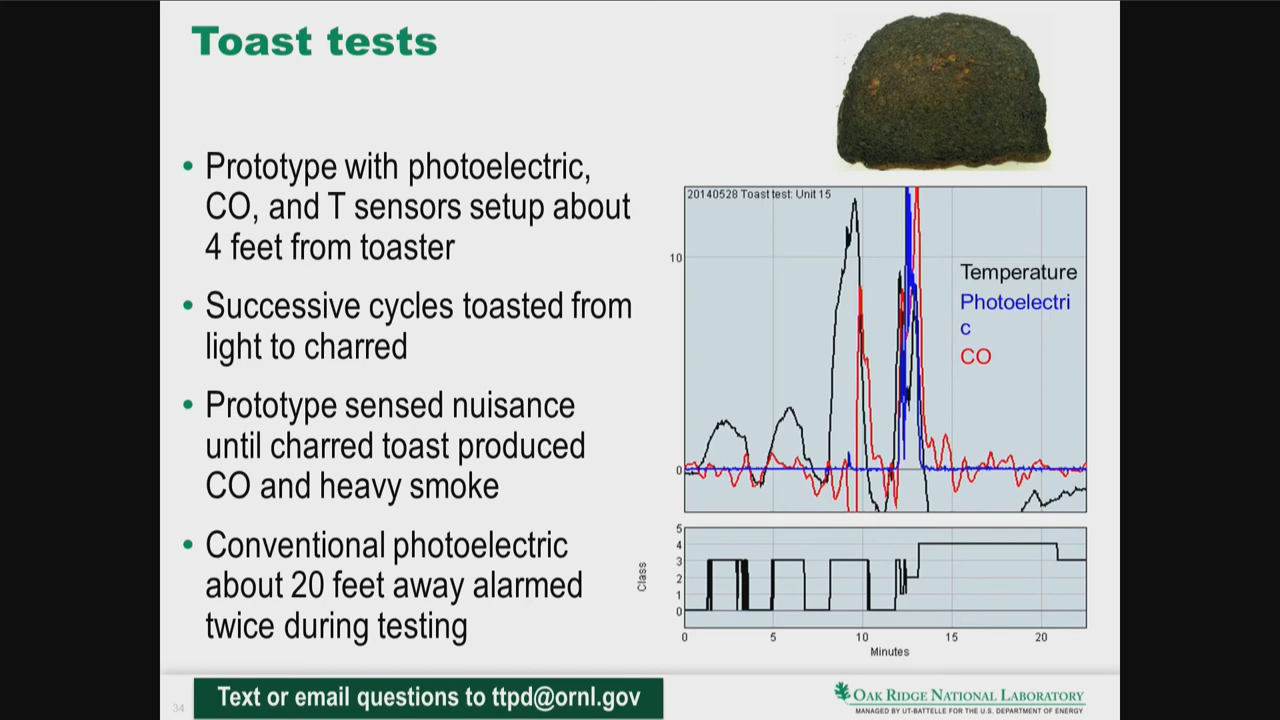 Toast tests
• Prototype with photoelectric,
CO, and T sensors setup about
4 feet from toaster
• Successive cycles toasted from
light to charred
• Prototype sensed nuisance
until charred toast produced
CO and heavy smoke
• Conventional photoelectric
about 20 feet away alarmed
twice during testing
20140528 Toast test: Unit 15
10
0
Temperature
Photoelectri
c
CO
5
4
3
2
1
0
Class
0 5 10 15 20
Minutes
34
Text or email questions to ttpd@ornl.gov
OAK RIDGE NATIONAL LABORATORY
MANAGED BY UT-BATTELLE FOR THE U.S. DEPARTMENT OF ENERGY